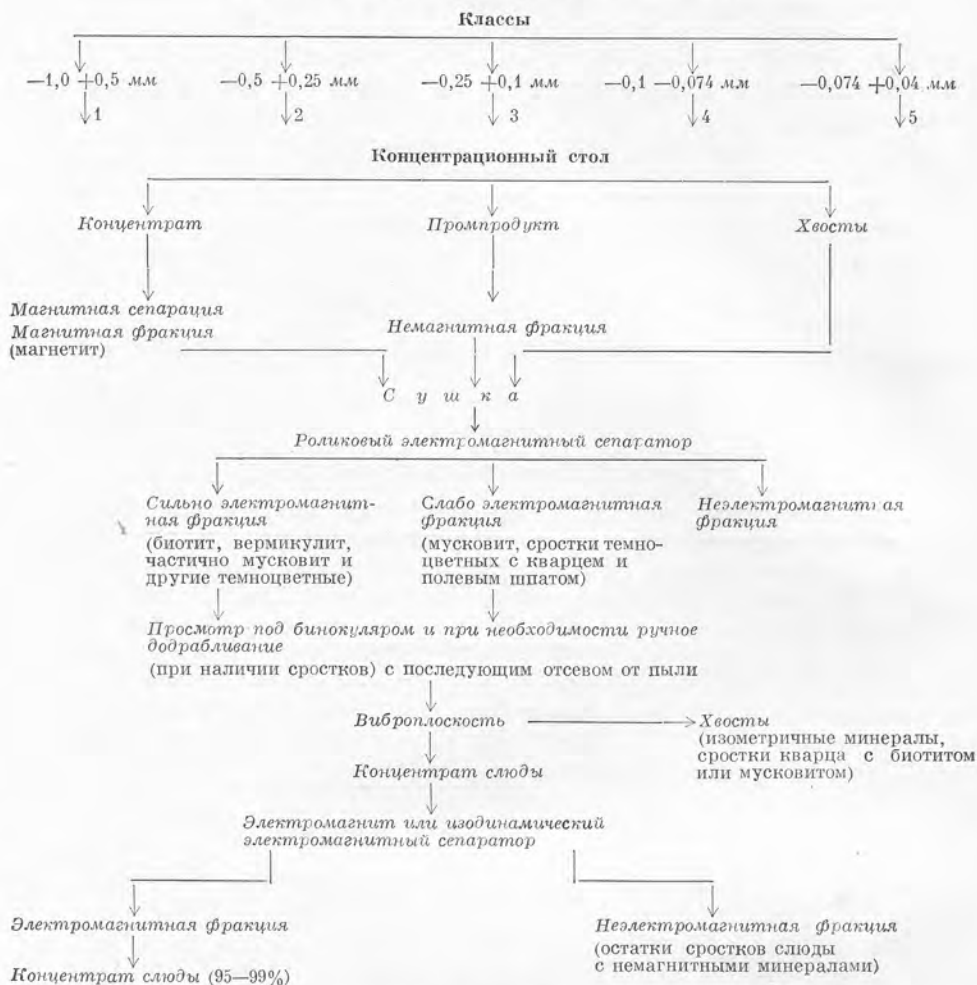 Классы
—1,0 +0,5 мм —0,5 +0,25 мм —0,25 +0,1 мм —0,1 —0,074 мм —0,074 +0,04 мм
1 2 3 4 5
Концентрационный стол
Концентрат Промпродукт Хвосты
Магнитная сепарация
Магнитная фракция
(магнетит)
Немагнитная фракция
Сушка
Роликовый электромагнитный сепаратор
Сильно электромагнит-
ная фракция
(биотит, вермикулит,
частично мусковит и
другие темноцветные)
Слабо электромагнитная
фракция
(мусковит, сростки темно-
цветных с кварцем и
полевым шпатом)
Неэлектромагнитная
фракция
Просмотр под бинокуляром и при необходимости ручное
додрабливание
(при наличии сростков) с последующим отсевом от пыли
Виброплоскость
Хвосты
(изометричные минералы,
сростки кварца с биотитом
или мусковитом)
Концентрат слюды
Электромагнит или изодинамический
электромагнитный сепаратор
Электромагнитная фракция
Концентрат слюды (95—99%)
Неэлектромагнитная фракция
(остатки сростков слюды
с немагнитными минералами)